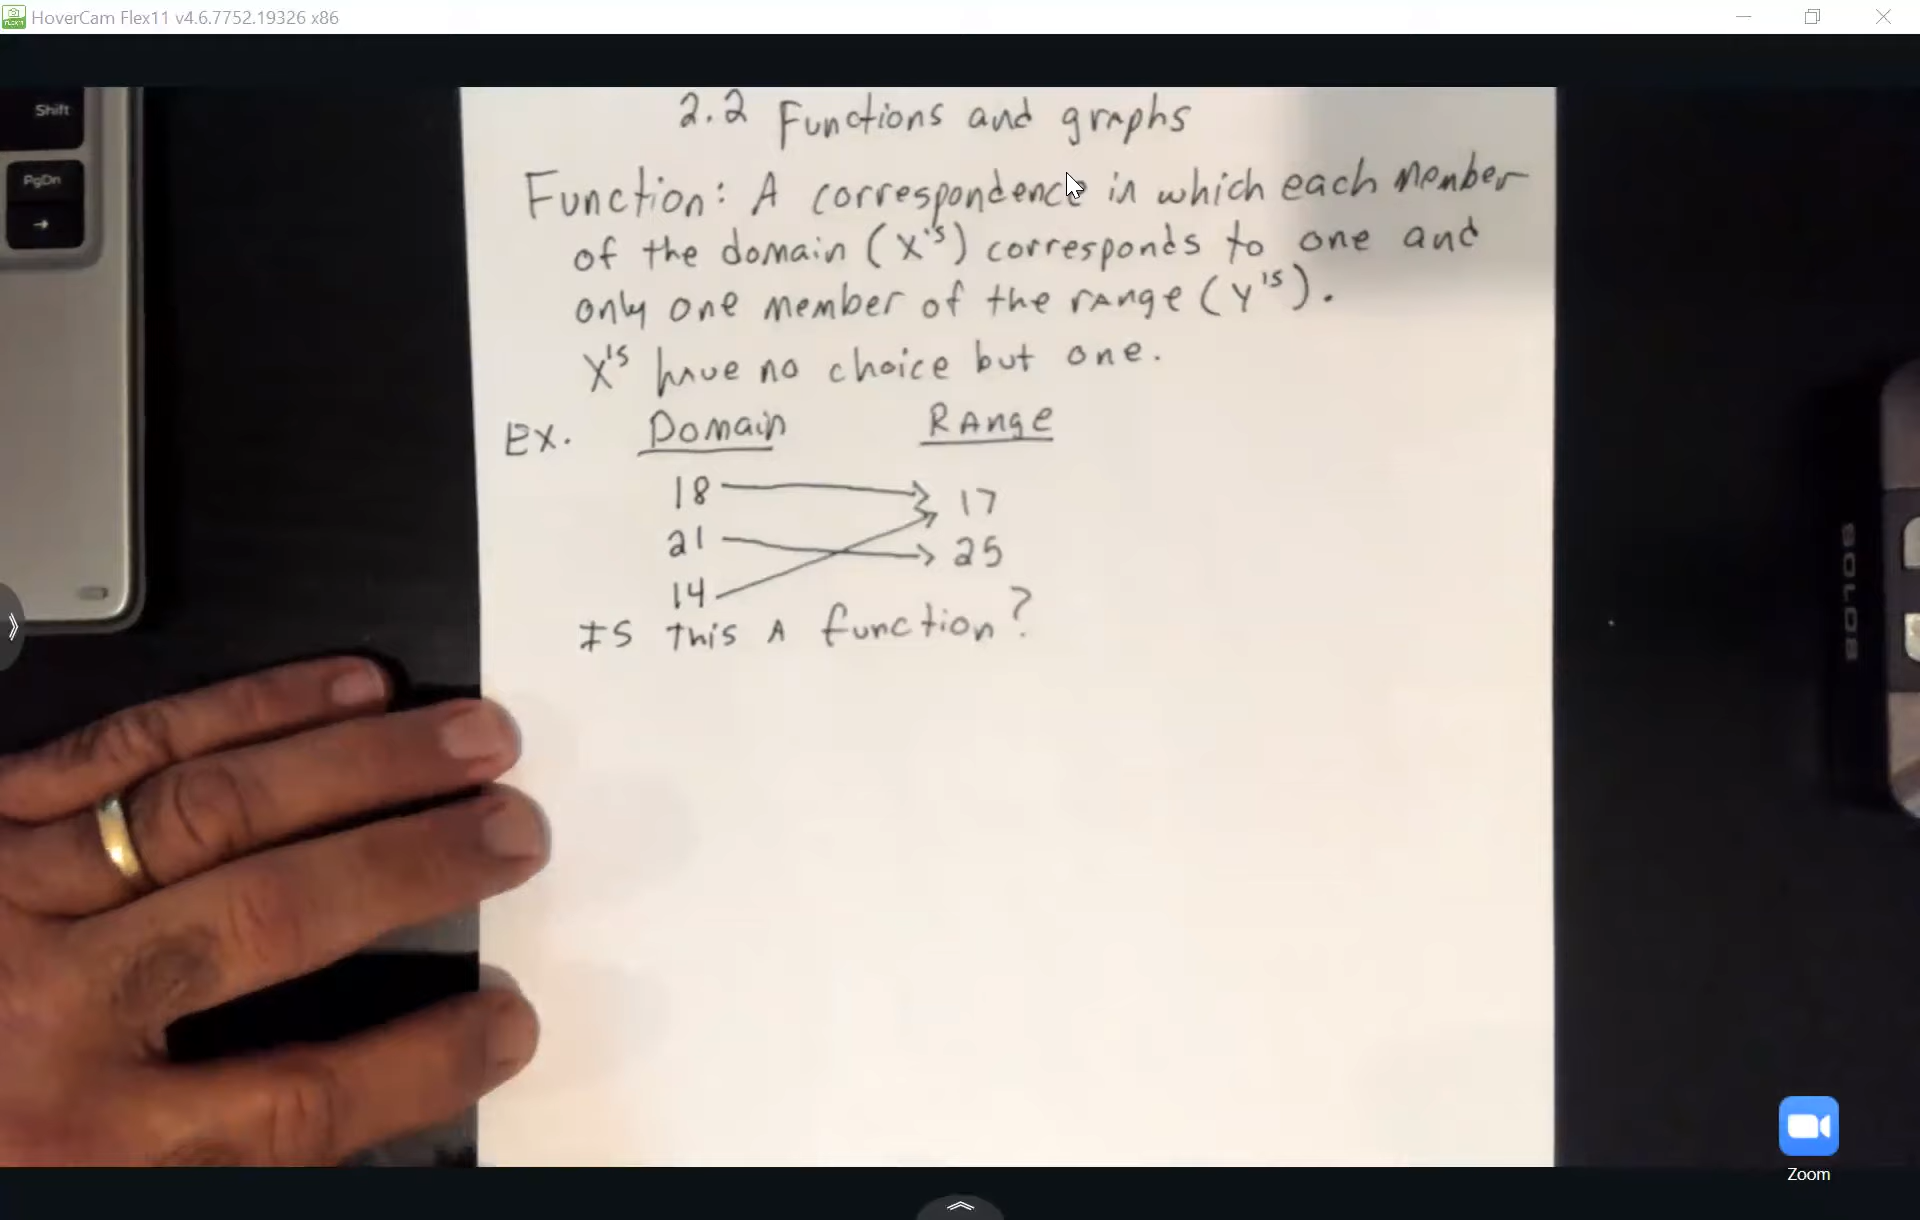 HoverCam Flex11 v4.6.7752.19326 x86
Shift
PgDn
2.2 Functions and graphs
Function: A correspondence in which each member
of the domain (x's) corresponds to one and
only one member of the range (y's).
X's have no choice but one.
Ex. Domain Range
18 17
21 25
14
Is This A function?
SOLO8
Zoom